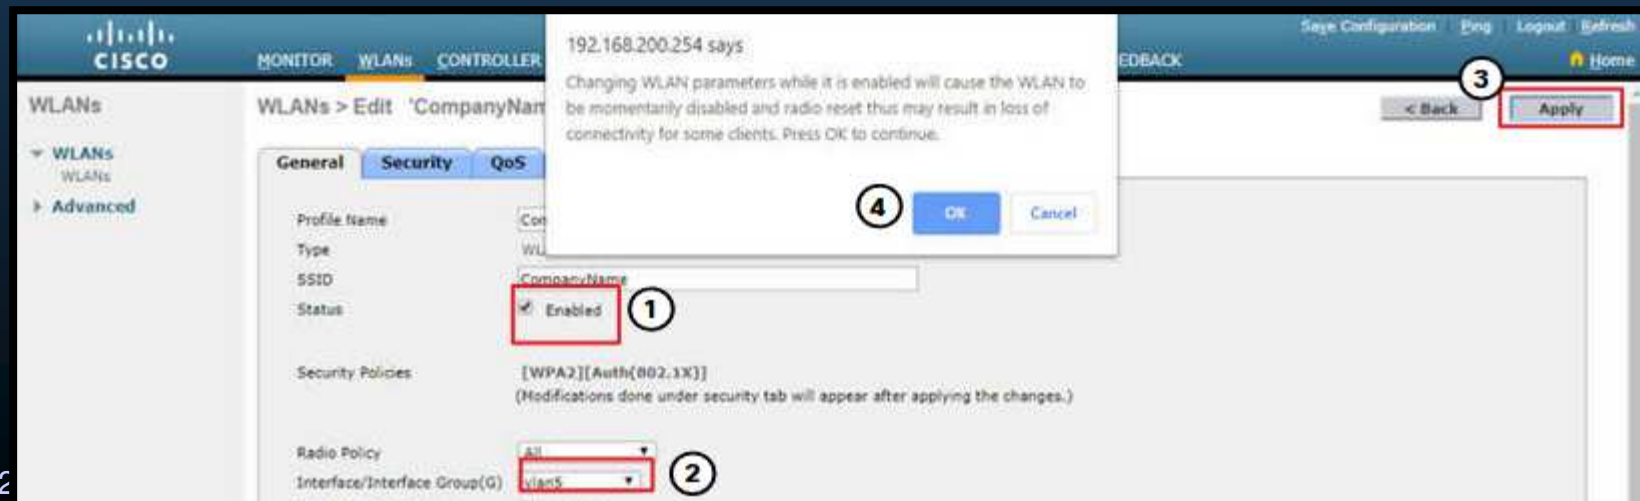 Save Configuration Ping Logout Refresh
CISCO
MONITOR WLANs CONTROLLER
EDBACK
Home
192.168.200.254 says
Changing WLAN parameters while it is enabled will cause the WLAN to
be momentarily disabled and radio reset thus may result in loss of
connectivity for some clients. Press OK to continue.
OK Cancel
4
3
WLANs
WLANs > Edit 'CompanyNam
< Back Apply
WLANs
WLANs
Advanced
General Security QoS
Profile Name Com
Type WL
SSID CompanyName
Status Enabled
1
Security Policies [WPA2][Auth(802.1X)]
(Modifications done under security tab will appear after applying the changes.)
Radio Policy All
Interface/Interface Group(G) vlan5
2
2